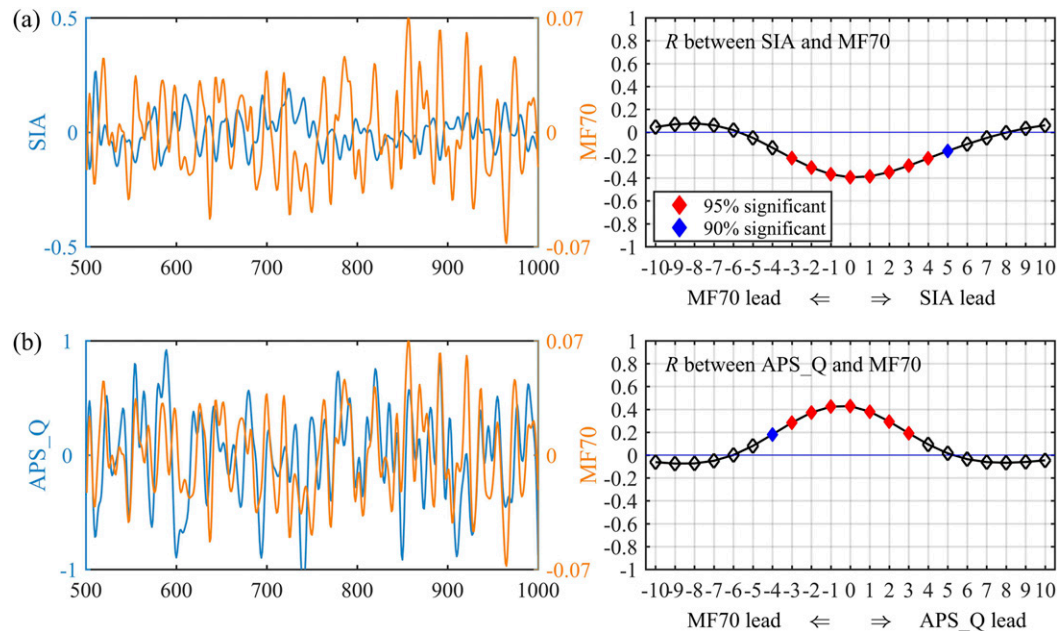 (a)
0.5
0
-0.5
SIA
0.07
0
-0.07
MF70
500 600 700 800 900 1000
R between SIA and MF70
1
0.8
0.6
0.4
0.2
0
-0.2
-0.4
-0.6
-0.8
-1
95% significant
90% significant
-10 -9 -8 -7 -6 -5 -4 -3 -2 -1 0 1 2 3 4 5 6 7 8 9 10
MF70 lead ⇐ ⇒ SIA lead
(b)
1
0
-1
APS_Q
0.07
0
-0.07
MF70
500 600 700 800 900 1000
R between APS_Q and MF70
1
0.8
0.6
0.4
0.2
0
-0.2
-0.4
-0.6
-0.8
-1
-10 -9 -8 -7 -6 -5 -4 -3 -2 -1 0 1 2 3 4 5 6 7 8 9 10
MF70 lead ⇐ ⇒ APS_Q lead